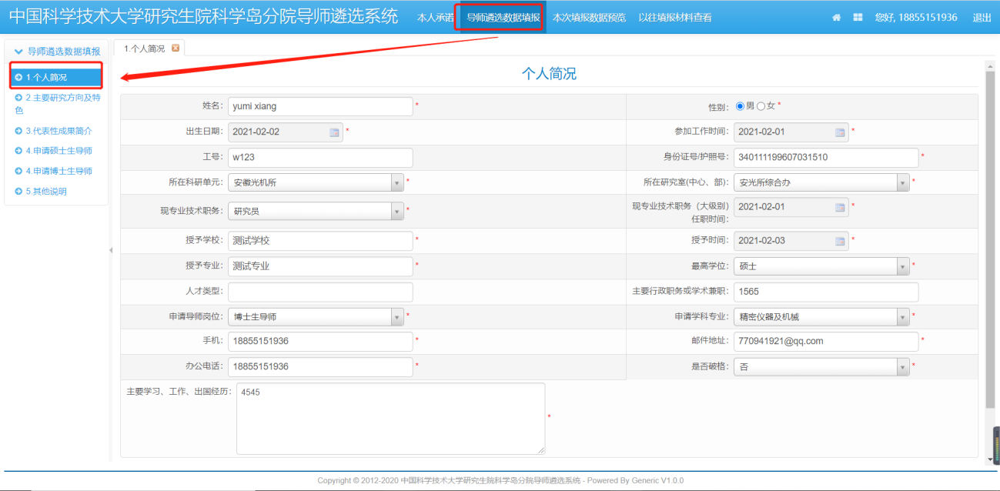 中国科学技术大学研究生院科学岛分院导师遴选系统 本人承诺 导师遴选数据填报 本次填报数据预览 以往填报材料查看 您好, 18855151936 退出
导师遴选数据填报
1.个人简况
2.主要研究方向及特
色
3.代表性成果简介
4.申请硕士生导师
4.申请博士生导师
5.其他说明
1.个人简况
个人简况
姓名: yumi xiang * 性别: 男 女 *
出生日期: 2021-02-02 * 参加工作时间: 2021-02-01 *
工号: w123 身份证号/护照号: 340111199607031510 *
所在科研单元: 安徽光机所 * 所在研究室(中心、部): 安光所综合办 *
现专业技术职务: 研究员 * 现专业技术职务（大级别) 2021-02-01 *
任职时间:
授予学校: 测试学校 * 授予时间: 2021-02-03 *
授予专业: 测试专业 * 最高学位: 硕士 *
人才类型: 主要行政职务或学术兼职: 1565
申请导师岗位: 博士生导师 * 申请学科专业: 精密仪器及机械 *
手机: 18855151936 * 邮件地址: 770941921@qq.com *
办公电话: 18855151936 * 是否破格: 否 *
主要学习、工作、出国经历: 4545 *
Copyright © 2012-2020 中国科学技术大学研究生院科学岛分院导师遴选系统 - Powered By Generic V1.0.0